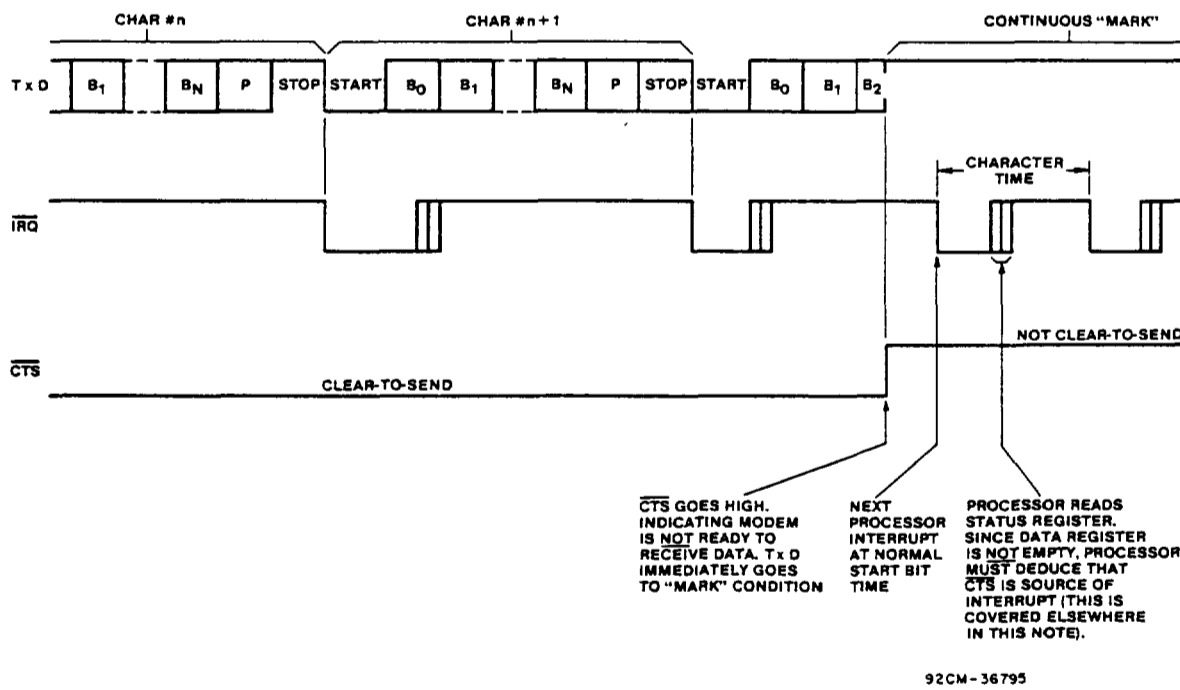 CHAR #n
CHAR #n+1
CONTINUOUS "MARK"
T x D
B1
BN
P
STOP
START
B0
B1
BN
P
STOP
START
B0
B1
B2
CHARACTER
TIME
IRQ
NOT CLEAR-TO-SEND
CTS
CLEAR-TO-SEND
CTS GOES HIGH.
INDICATING MODEM
IS NOT READY TO
RECEIVE DATA. T x D
IMMEDIATELY GOES
TO "MARK" CONDITION
NEXT
PROCESSOR
INTERRUPT
AT NORMAL
START BIT
TIME
PROCESSOR READS
STATUS REGISTER.
SINCE DATA REGISTER
IS NOT EMPTY, PROCESSOR
MUST DEDUCE THAT
CTS IS SOURCE OF
INTERRUPT (THIS IS
COVERED ELSEWHERE
IN THIS NOTE).
92CM-36795